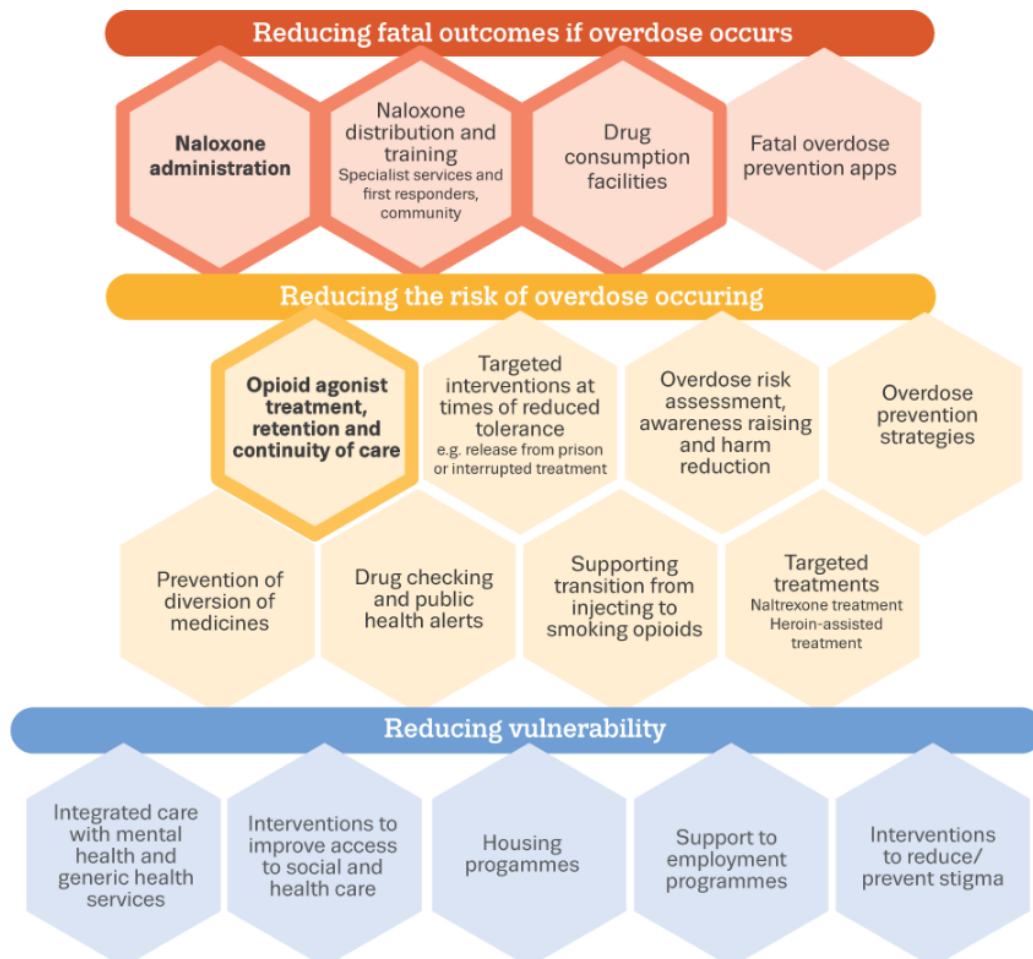 Reducing fatal outcomes if overdose occurs
Naloxone
administration
Naloxone
distribution and
training
Specialist services and
first responders,
community
Drug
consumption
facilities
Fatal overdose
prevention apps
Reducing the risk of overdose occuring
Opioid agonist
treatment,
retention and
continuity of care
Targeted
interventions at
times of reduced
tolerance
e.g. release from prison
or interrupted treatment
Overdose risk
assessment,
awareness raising
and harm
reduction
Overdose
prevention
strategies
Prevention of
diversion of
medicines
Drug checking
and public
health alerts
Supporting
transition from
injecting to
smoking opioids
Targeted
treatments
Naltrexone treatment
Heroin-assisted
treatment
Reducing vulnerability
Integrated care
with mental
health and
generic health
services
Interventions to
improve access
to social and
health care
Housing
progammes
Support to
employment
programmes
Interventions
to reduce/
prevent stigma